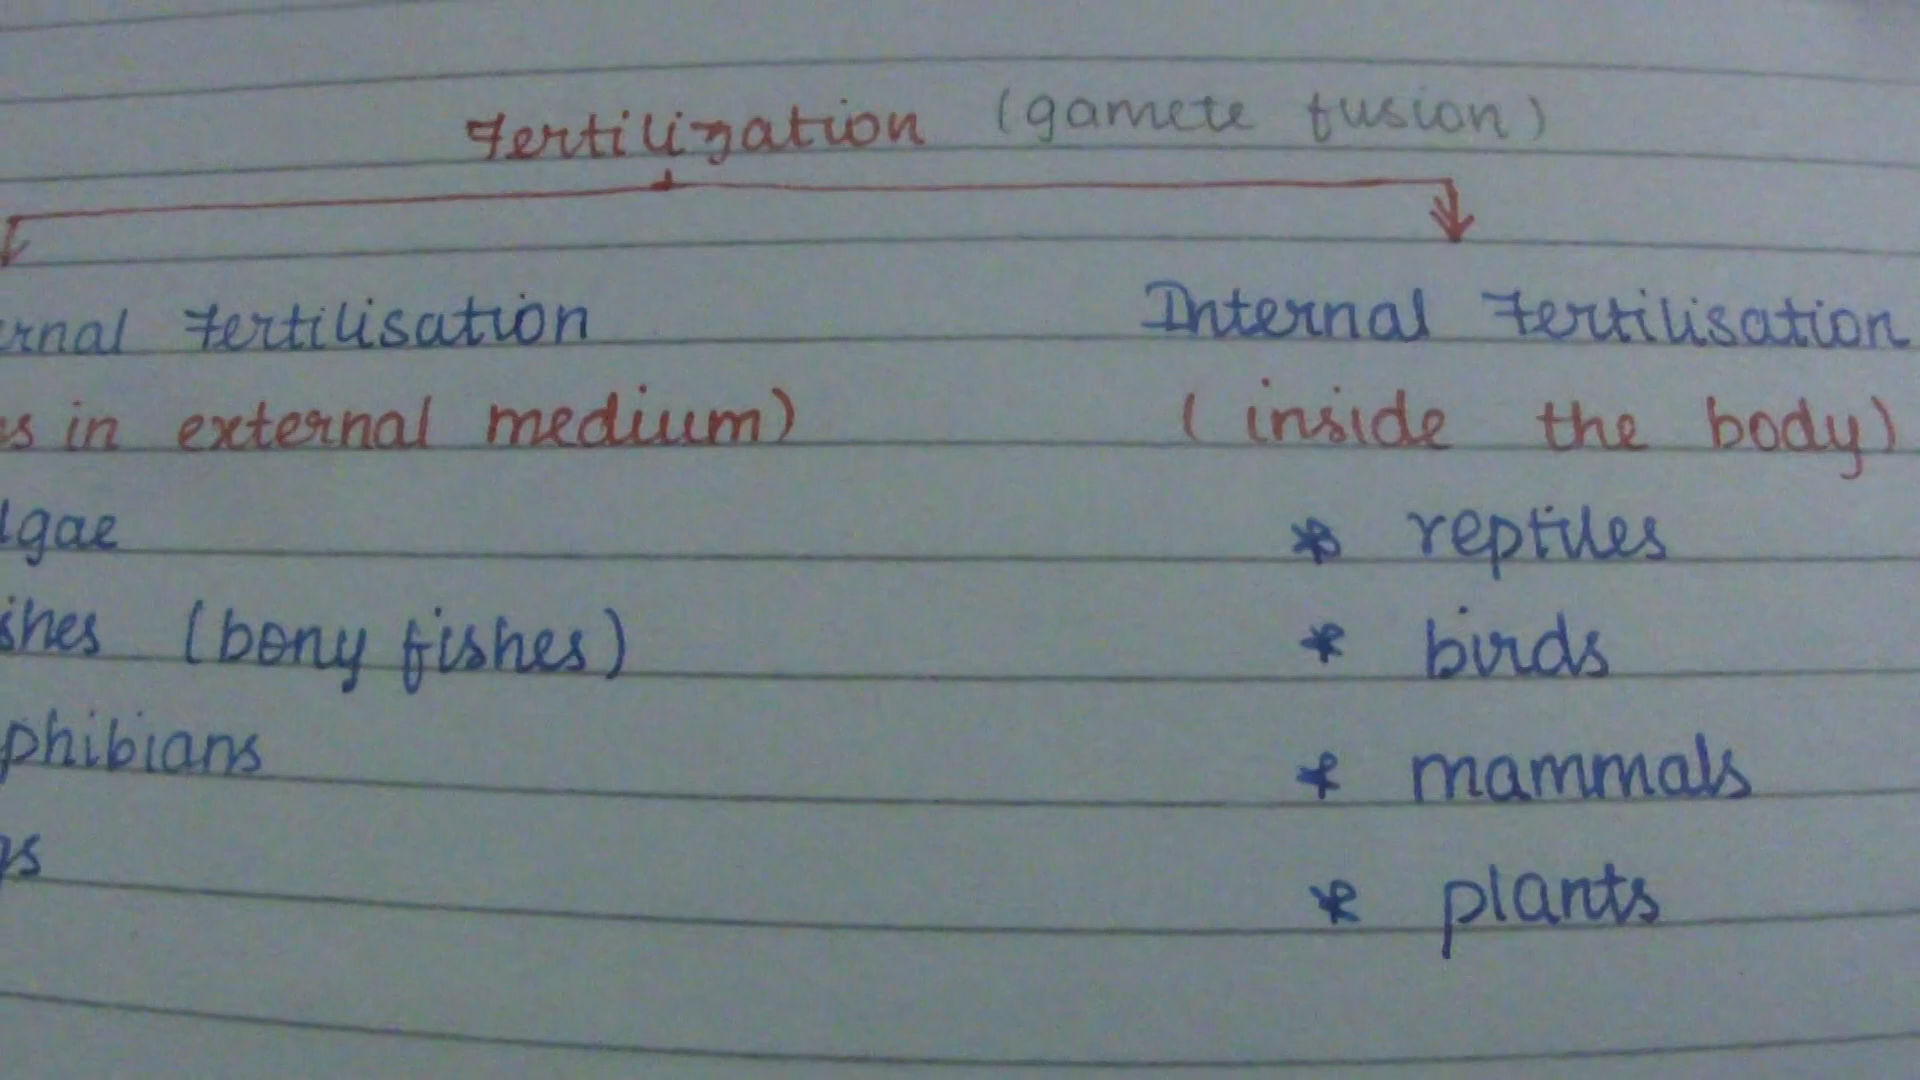 Fertilization (gamete fusion)
rnal Fertilisation Internal Fertilisation
s in external medium) (inside the body)
lgae * reptiles
shes (bony fishes) * birds
phibians * mammals
gs * plants